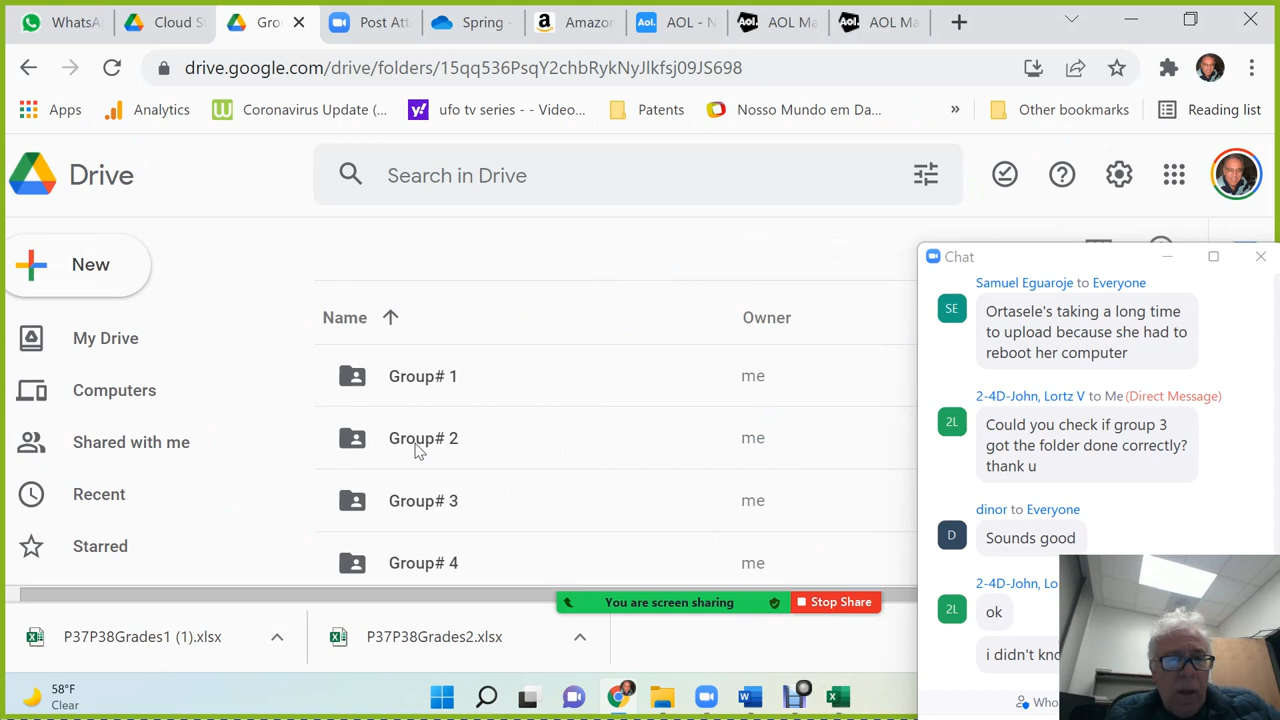 WhatsA
Cloud S
Gro
Post Att
Spring -
Amazon
AOL - N
AOL Ma
AOL Ma
drive.google.com/drive/folders/15qq536PsqY2chbRykNyJlkfsj09JS698
Apps
Analytics
Coronavirus Update (...
ufo tv series - - Video...
Patents
Nosso Mundo em Da...
»
Other bookmarks
Reading list
Drive
Search in Drive
New
My Drive
Computers
Shared with me
Recent
Starred
Name
Owner
Group# 1
me
Group# 2
me
Group# 3
me
Group# 4
me
Chat
Samuel Eguaroje to Everyone
SE
Ortasele's taking a long time
to upload because she had to
reboot her computer
2-4D-John, Lortz V to Me (Direct Message)
2L
Could you check if group 3
got the folder done correctly?
thank u
dinor to Everyone
D
Sounds good
2-4D-John, Lo
2L
ok
i didn't kno
Who
You are screen sharing
Stop Share
P37P38Grades1 (1).xlsx
P37P38Grades2.xlsx
58°F
Clear